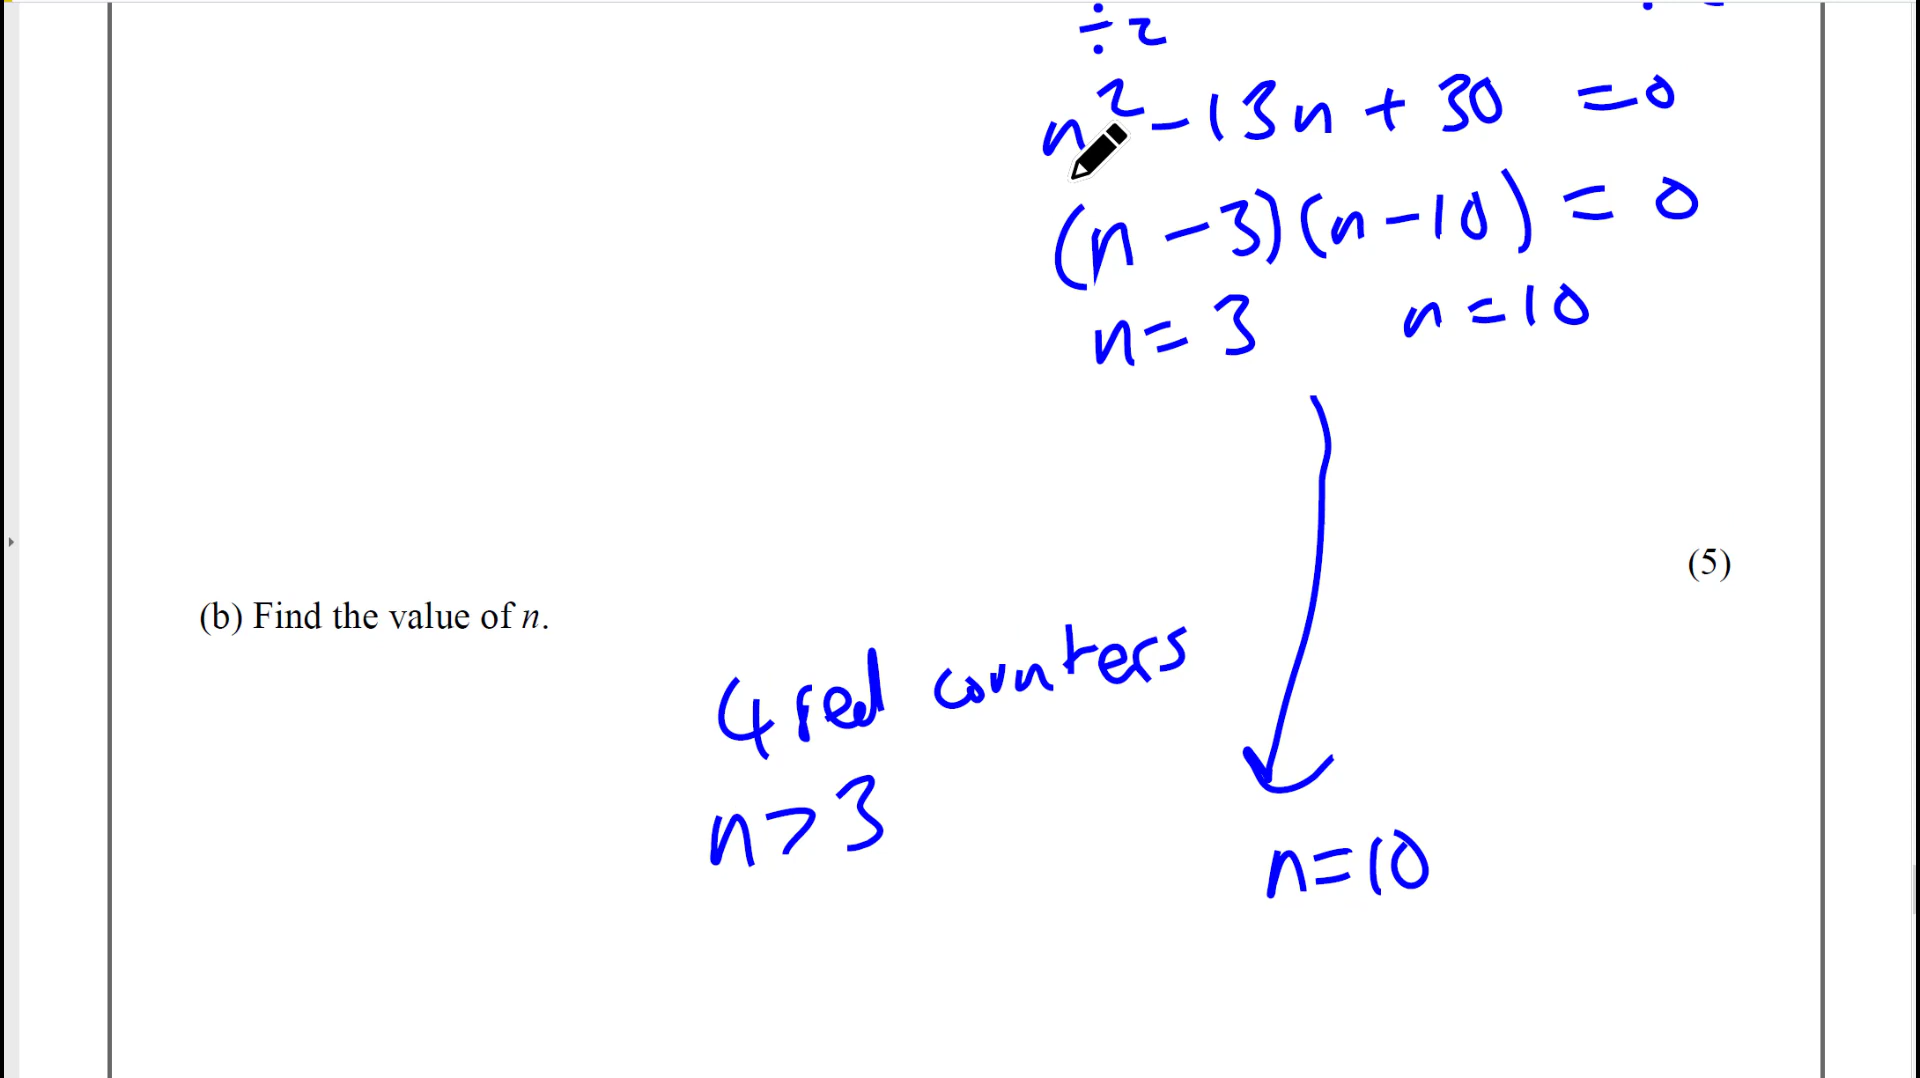 ÷2
n² - 13n + 30 = 0
(n - 3)(n - 10) = 0
n = 3 n = 10
(5)
(b) Find the value of n.
4 red counters
n > 3
n = 10